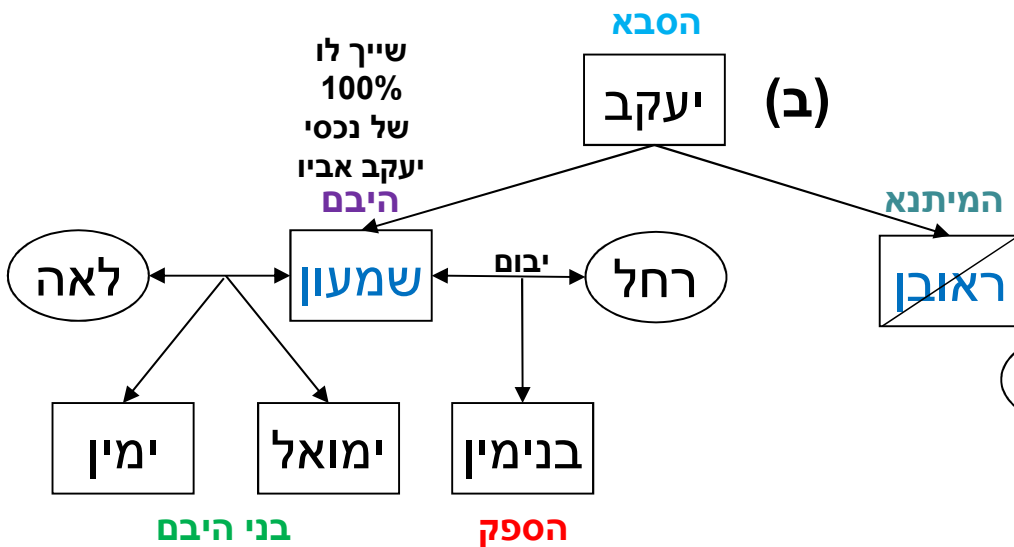 הסבא
(ב)
יעקב
שייך לו
100%
של נכסי
יעקב אביו
היבם
המיתנא
לאה
שמעון
יבום
רחל
ראובן
ימין
ימואל
בנימין
בני היבם
הספק